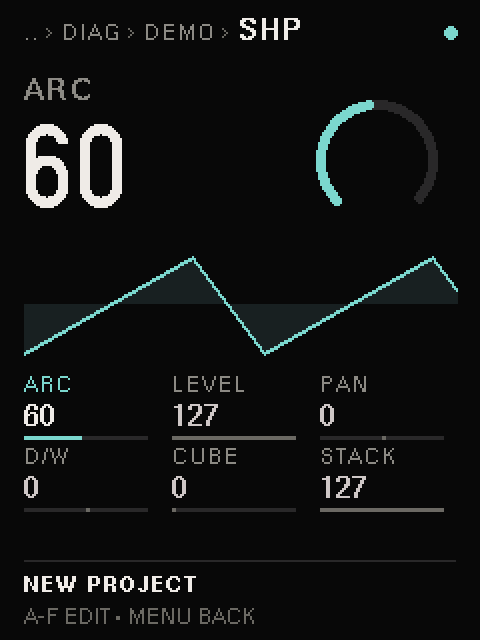 .. > DIAG > DEMO > SHP
ARC
60
ARC LEVEL PAN
60 127 0
D/W CUBE STACK
0 0 127
NEW PROJECT
A-F EDIT · MENU BACK